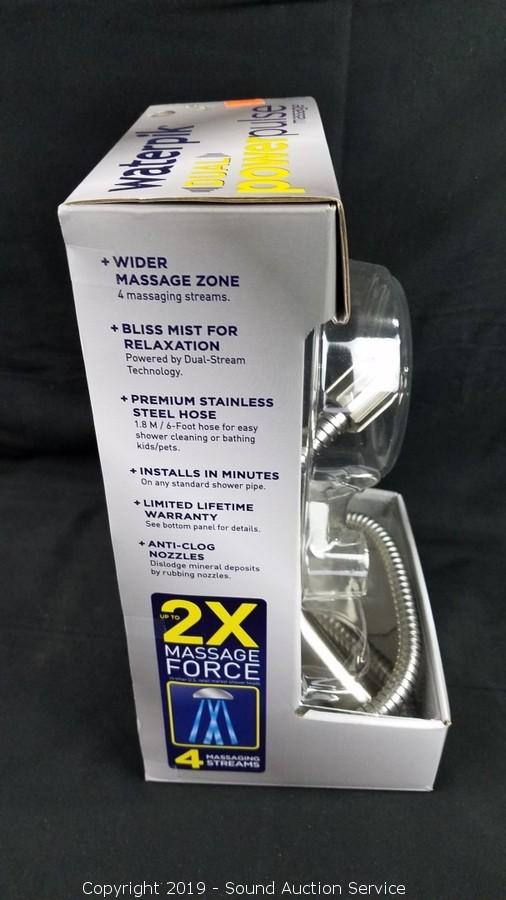 waterpik
DUAL
powerpulse
massage
+ WIDER
MASSAGE ZONE
4 massaging streams.
+ BLISS MIST FOR
RELAXATION
Powered by Dual-Stream
Technology.
+ PREMIUM STAINLESS
STEEL HOSE
1.8 M / 6-Foot hose for easy
shower cleaning or bathing
kids/pets.
+ INSTALLS IN MINUTES
On any standard shower pipe.
+ LIMITED LIFETIME
WARRANTY
See bottom panel for details.
+ ANTI-CLOG
NOZZLES
Dislodge mineral deposits
by rubbing nozzles.
UP TO
2X
MASSAGE
FORCE
4 MASSAGING
STREAMS
Copyright 2019 - Sound Auction Service